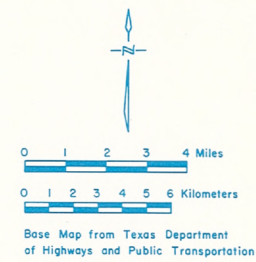 N
0 1 2 3 4 Miles
0 1 2 3 4 5 6 Kilometers
Base Map from Texas Department
of Highways and Public Transportation